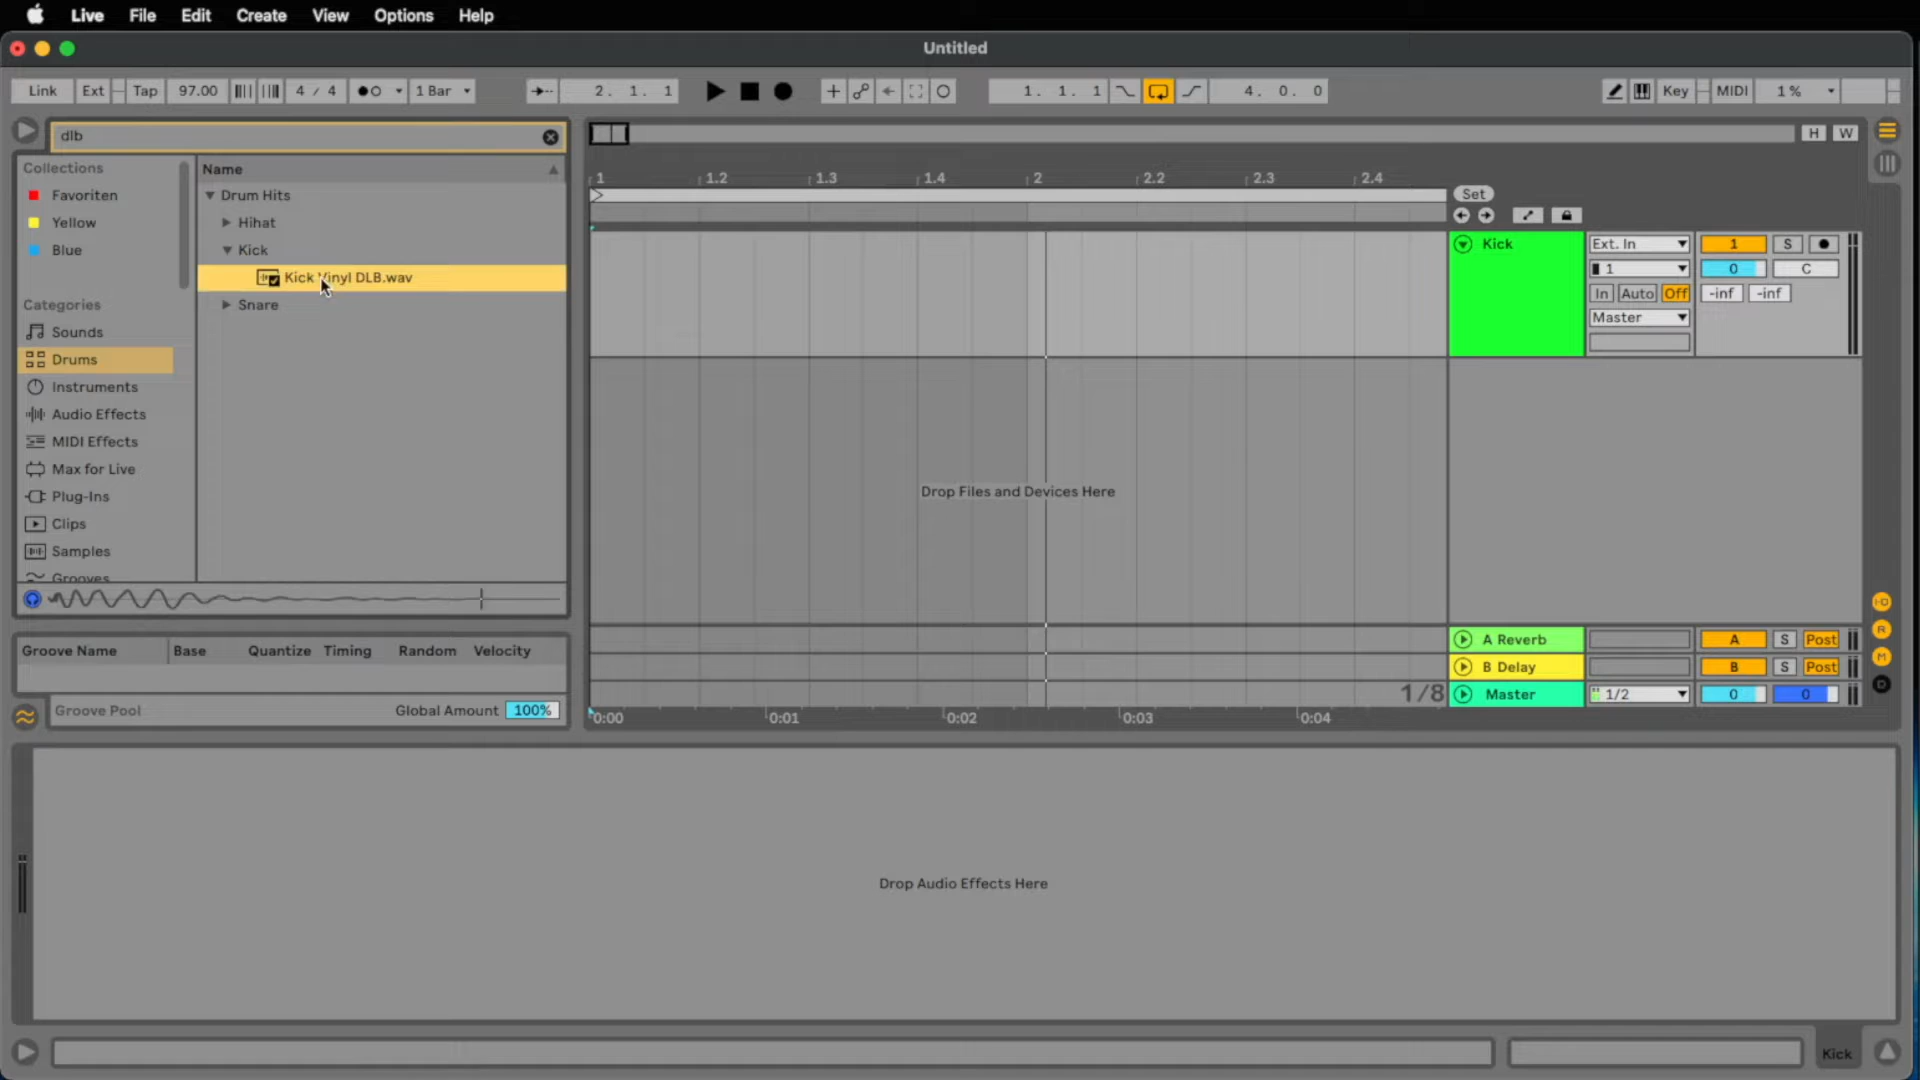 Live File Edit Create View Options Help
Untitled
Link Ext Tap 97.00 4 / 4 1 Bar 2. 1. 1 1. 1. 1 4. 0. 0 Key MIDI 1 %
dlb
H W
Collections
Favoriten
Yellow
Blue
Categories
Sounds
Drums
Instruments
Audio Effects
MIDI Effects
Max for Live
Plug-Ins
Clips
Samples
Grooves
Name
Drum Hits
Hihat
Kick
Kick Vinyl DLB.wav
Snare
1 1.2 1.3 1.4 2 2.2 2.3 2.4
Set
Kick Ext. In 1 S
1 0 C
In Auto Off -inf -inf
Master
Drop Files and Devices Here
A Reverb A S Post
B Delay B S Post
1/8 Master 1/2 0 0
0:00 0:01 0:02 0:03 0:04
I·O
R
M
D
Groove Name Base Quantize Timing Random Velocity
Groove Pool Global Amount 100%
Drop Audio Effects Here
Kick